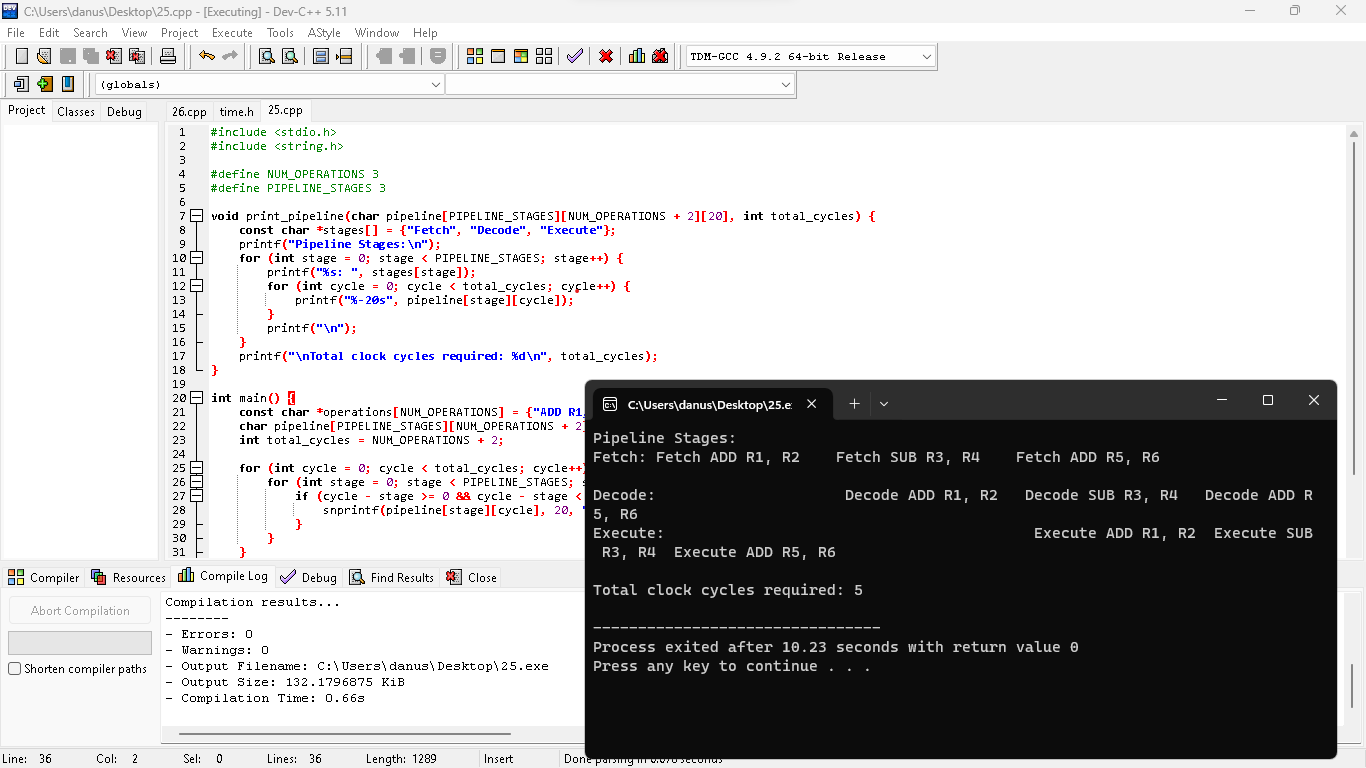 C:\Users\danus\Desktop\25.cpp - [Executing] - Dev-C++ 5.11
File Edit Search View Project Execute Tools AStyle Window Help
TDM-GCC 4.9.2 64-bit Release
(globals)
Project Classes Debug
26.cpp time.h 25.cpp
1 #include <stdio.h>
2 #include <string.h>
3
4 #define NUM_OPERATIONS 3
5 #define PIPELINE_STAGES 3
6
7 void print_pipeline(char pipeline[PIPELINE_STAGES][NUM_OPERATIONS + 2][20], int total_cycles) {
8 const char *stages[] = {"Fetch", "Decode", "Execute"};
9 printf("Pipeline Stages:\n");
10 for (int stage = 0; stage < PIPELINE_STAGES; stage++) {
11 printf("%s: ", stages[stage]);
12 for (int cycle = 0; cycle < total_cycles; cycle++) {
13 printf("%-20s", pipeline[stage][cycle]);
14 }
15 printf("\n");
16 }
17 printf("\nTotal clock cycles required: %d\n", total_cycles);
18 }
19
20 int main() {
21 const char *operations[NUM_OPERATIONS] = {"ADD R1,
22 char pipeline[PIPELINE_STAGES][NUM_OPERATIONS + 2]
23 int total_cycles = NUM_OPERATIONS + 2;
24
25 for (int cycle = 0; cycle < total_cycles; cycle++)
26 for (int stage = 0; stage < PIPELINE_STAGES; s
27 if (cycle - stage >= 0 && cycle - stage <
28 snprintf(pipeline[stage][cycle], 20, "
29 }
30 }
31 }
C:\Users\danus\Desktop\25.e
Pipeline Stages:
Fetch: Fetch ADD R1, R2 Fetch SUB R3, R4 Fetch ADD R5, R6
Decode: Decode ADD R1, R2 Decode SUB R3, R4 Decode ADD R
5, R6
Execute: Execute ADD R1, R2 Execute SUB
R3, R4 Execute ADD R5, R6
Total clock cycles required: 5
--------------------------------
Process exited after 10.23 seconds with return value 0
Press any key to continue . . .
Compiler Resources Compile Log Debug Find Results Close
Abort Compilation
Shorten compiler paths
Compilation results...
--------
- Errors: 0
- Warnings: 0
- Output Filename: C:\Users\danus\Desktop\25.exe
- Output Size: 132.1796875 KiB
- Compilation Time: 0.66s
Line: 36 Col: 2 Sel: 0 Lines: 36 Length: 1289 Insert Done parsing in 0.078 seconds